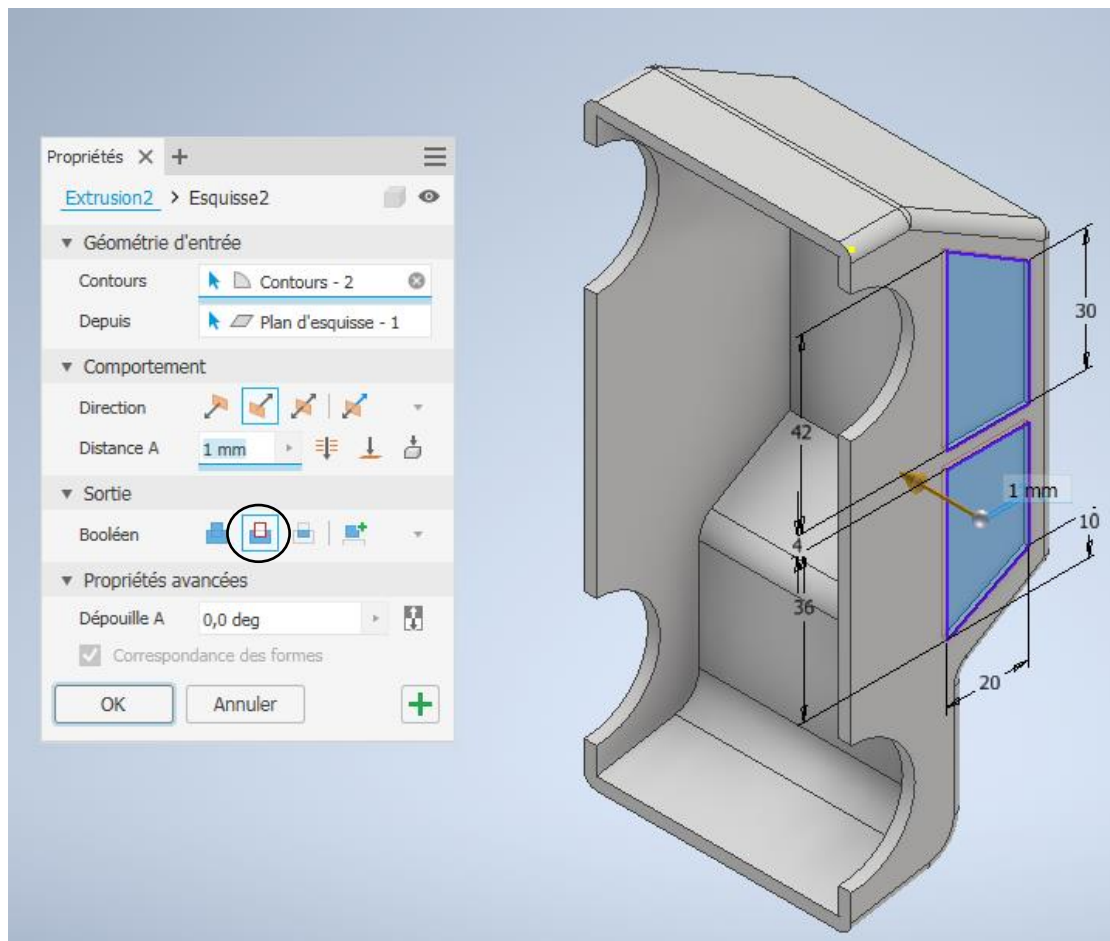 Propriétés
Extrusion2 > Esquisse2
Géométrie d'entrée
Contours Contours - 2
Depuis Plan d'esquisse - 1
Comportement
Direction
Distance A 1 mm
Sortie
Booléen
Propriétés avancées
Dépouille A 0,0 deg
Correspondance des formes
OK Annuler
30
42
1 mm
10
4
36
20